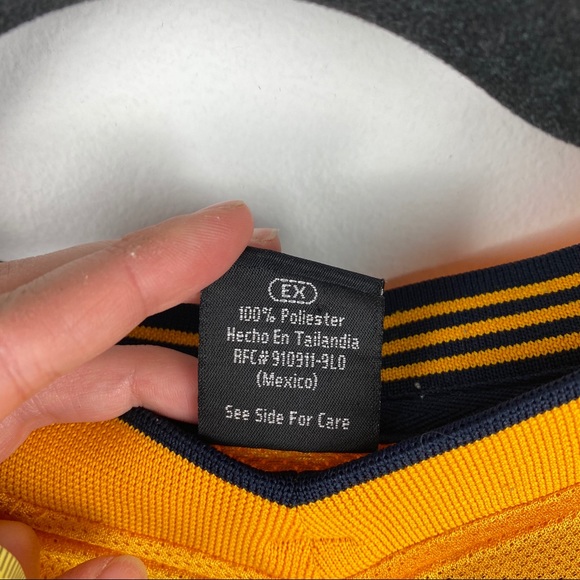 EX
100% Poliester
Hecho En Tailandia
RFC# 910911-9L0
(Mexico)
See Side For Care